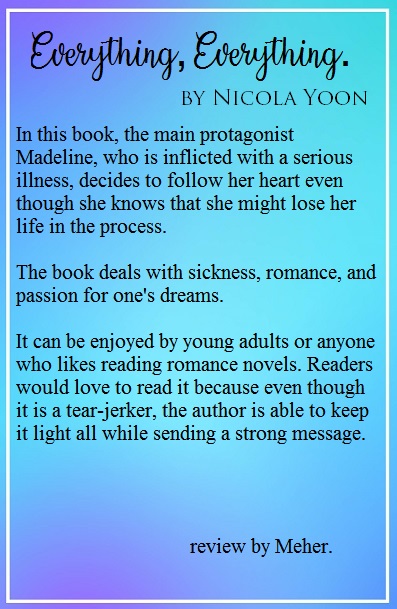 Everything, Everything.
BY NICOLA YOON
In this book, the main protagonist
Madeline, who is inflicted with a serious
illness, decides to follow her heart even
though she knows that she might lose her
life in the process.
The book deals with sickness, romance, and
passion for one's dreams.
It can be enjoyed by young adults or anyone
who likes reading romance novels. Readers
would love to read it because even though
it is a tear-jerker, the author is able to keep
it light all while sending a strong message.
review by Meher.